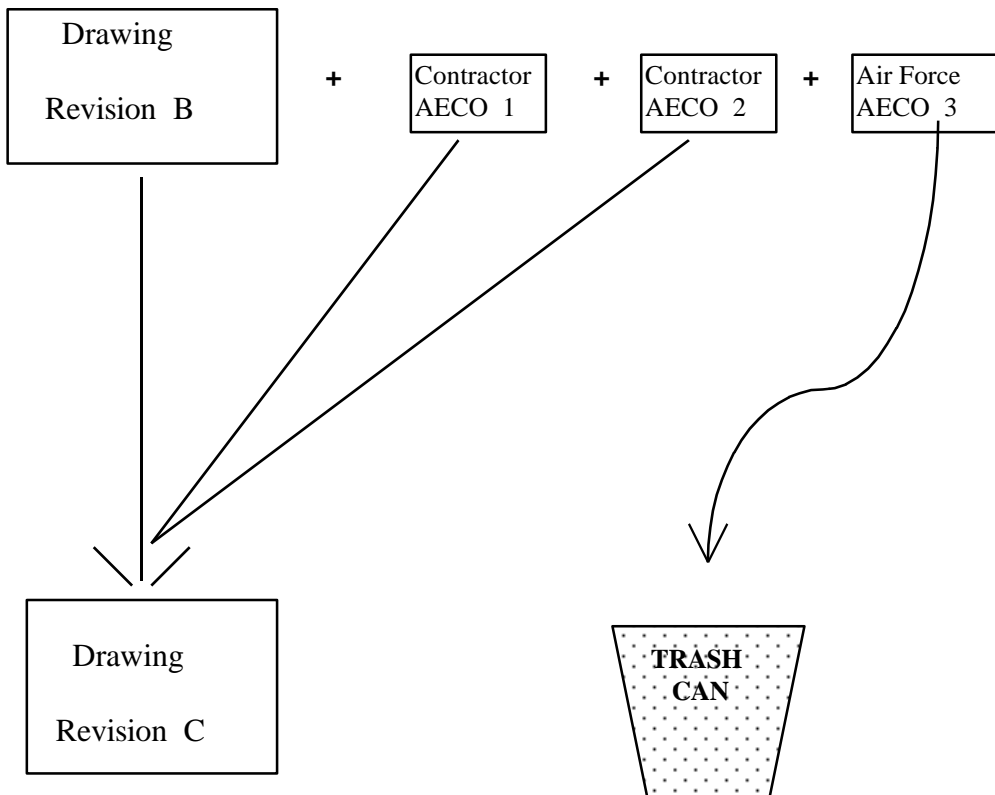 Drawing
Revision B
+
Contractor
AECO 1
+
Contractor
AECO 2
+
Air Force
AECO 3
Drawing
Revision C
TRASH
CAN